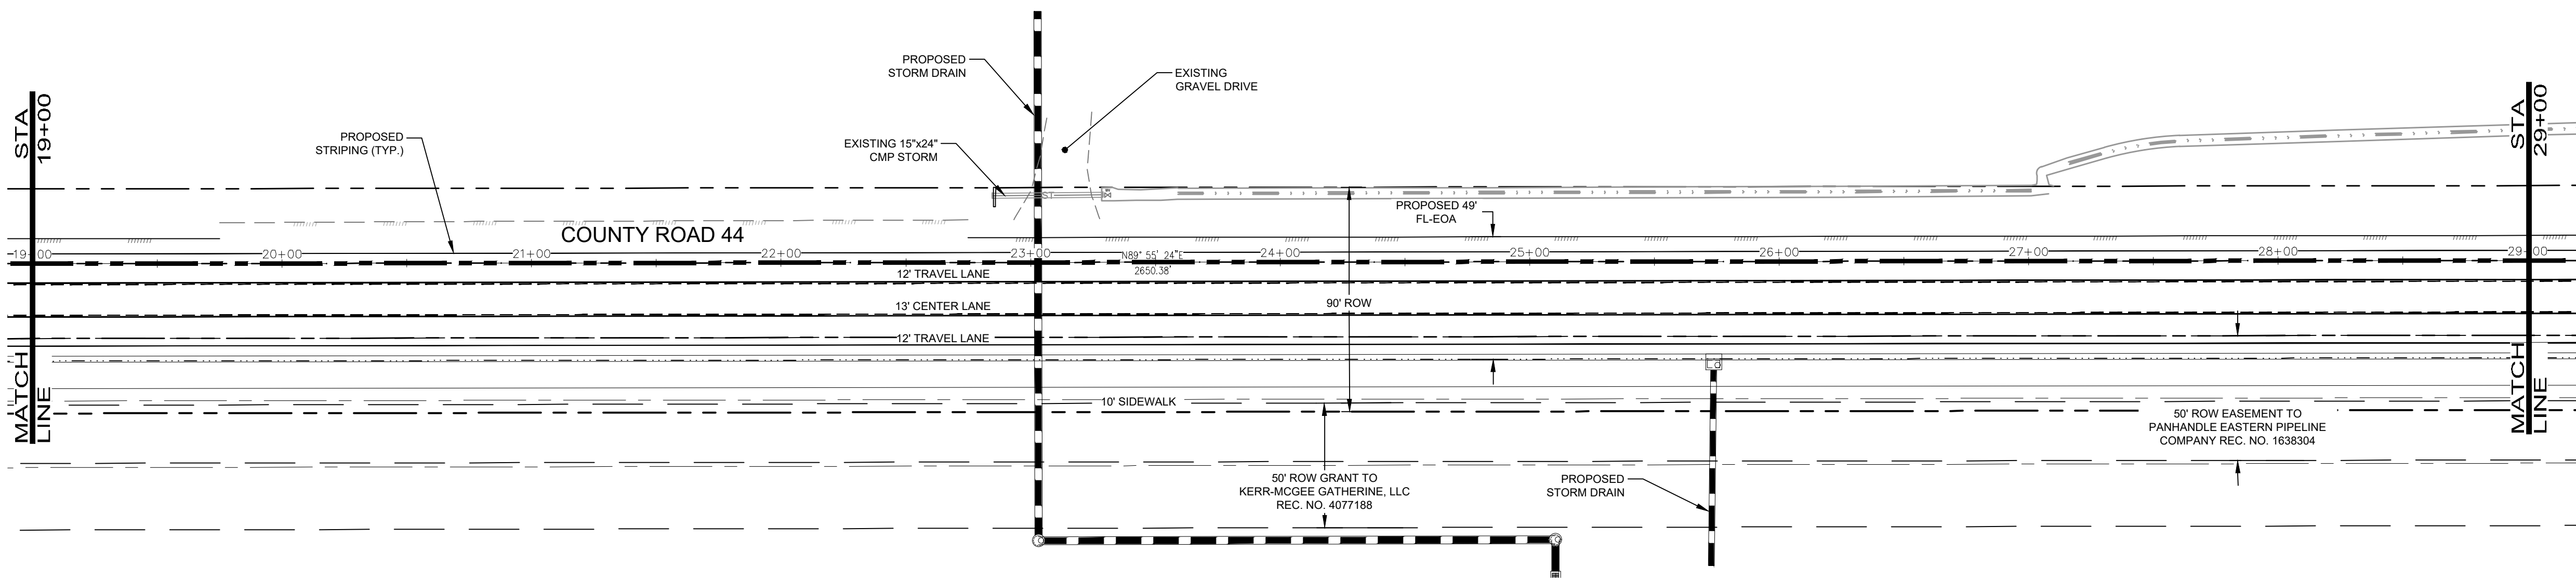 PROPOSED
STORM DRAIN
EXISTING
GRAVEL DRIVE
STA
19+00
PROPOSED
STRIPING (TYP.)
EXISTING 15"x24"
CMP STORM
STA
29+00
ST
PROPOSED 49'
FL-EOA
COUNTY ROAD 44
19+00
20+00
21+00
22+00
23+00
N89° 55' 24"E
2650.38'
24+00
25+00
26+00
27+00
28+00
29+00
12' TRAVEL LANE
13' CENTER LANE
90' ROW
12' TRAVEL LANE
10' SIDEWALK
MATCH
LINE
MATCH
LINE
50' ROW EASEMENT TO
PANHANDLE EASTERN PIPELINE
COMPANY REC. NO. 1638304
50' ROW GRANT TO
KERR-MCGEE GATHERINE, LLC
REC. NO. 4077188
PROPOSED
STORM DRAIN